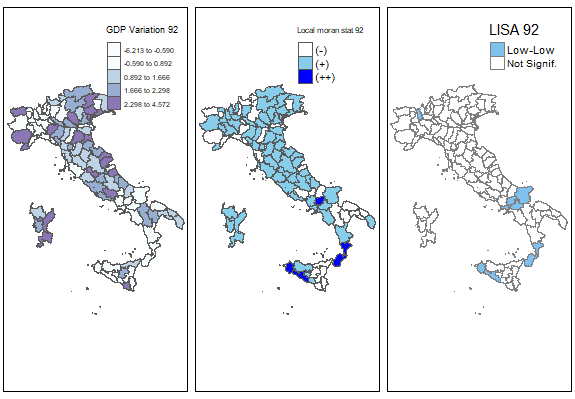 GDP Variation 92
-6.213 to -0.590
-0.590 to 0.892
0.892 to 1.666
1.666 to 2.298
2.298 to 4.572
Local moran stat 92
(-)
(+)
(++)
LISA 92
Low-Low
Not Signif.